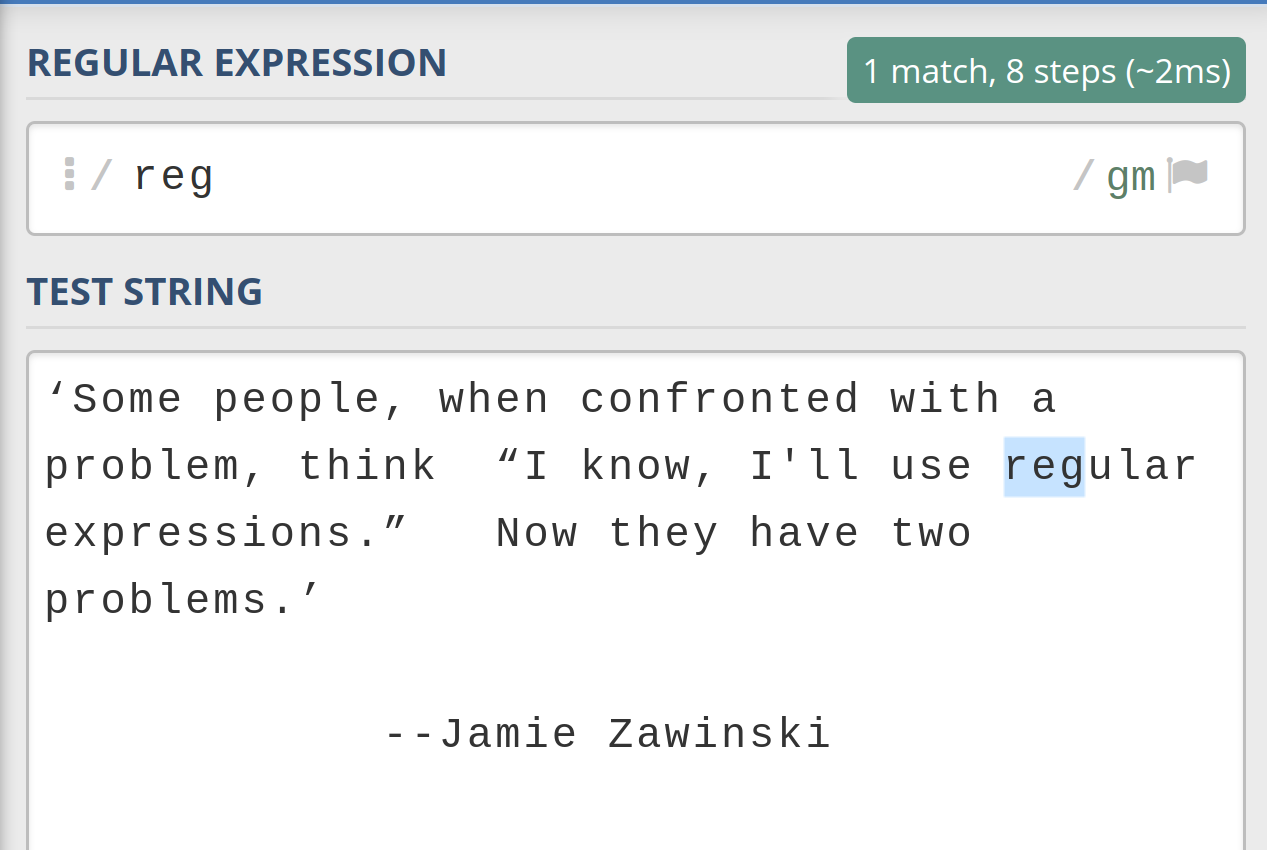 REGULAR EXPRESSION
1 match, 8 steps (~2ms)
/ reg / gm
TEST STRING
‘Some people, when confronted with a
problem, think  “I know, I'll use regular
expressions.”   Now they have two
problems.’
--Jamie Zawinski